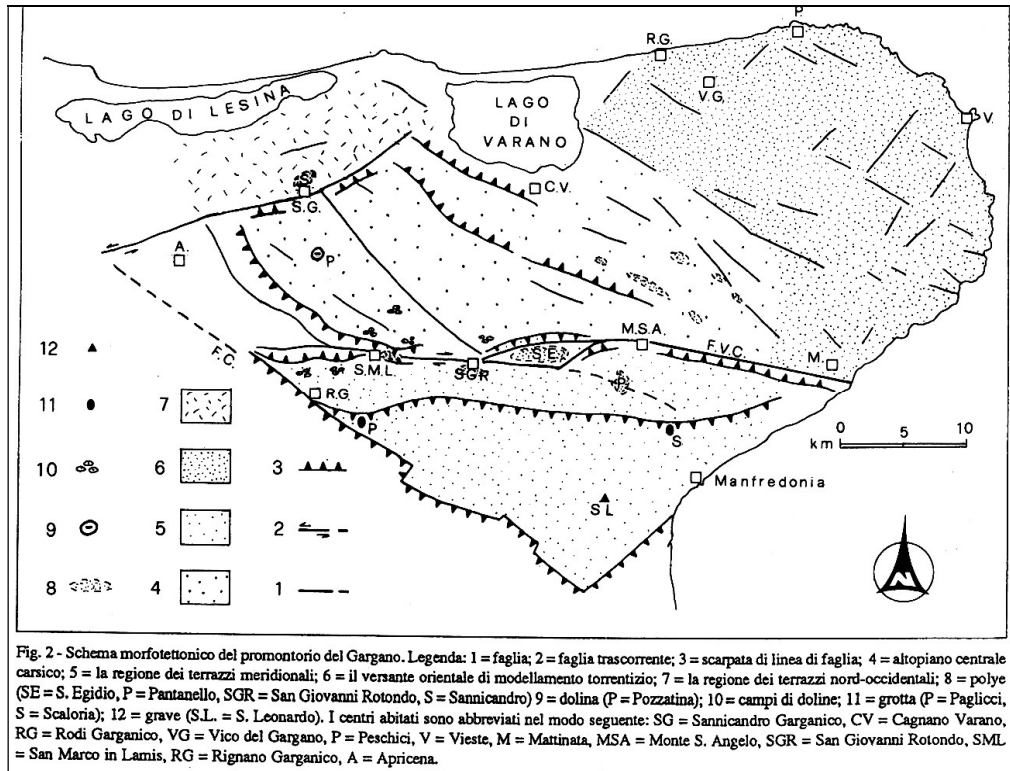 P.
R.G.
V.G.
V.
LAGO DI LESINA
LAGO
DI
VARANO
C.V.
S.
S.G.
A.
P
F.C.
M.S.A.
F.V.C.
M.
S.E.
S.M.L.
SGR
P
R.G.
P
S.
S L
Manfredonia
0 5 10
km
N
12
11 7
10 6 3
9 5 2
8 4 1
Fig. 2 - Schema morfotettonico del promontorio del Gargano. Legenda: 1 = faglia; 2 = faglia trascorrente; 3 = scarpata di linea di faglia; 4 = altopiano centrale
carsico; 5 = la regione dei terrazzi meridionali; 6 = il versante orientale di modellamento torrentizio; 7 = la regione dei terrazzi nord-occidentali; 8 = polye
(SE = S. Egidio, P = Pantanello, SGR = San Giovanni Rotondo, S = Sannicandro) 9 = dolina (P = Pozzatina); 10 = campi di doline; 11 = grotta (P = Paglicci,
S = Scaloria); 12 = grave (S.L. = S. Leonardo). I centri abitati sono abbreviati nel modo seguente: SG = Sannicandro Garganico, CV = Cagnano Varano,
RG = Rodi Garganico, VG = Vico del Gargano, P = Peschici, V = Vieste, M = Mattinata, MSA = Monte S. Angelo, SGR = San Giovanni Rotondo, SML
= San Marco in Lamis, RG = Rignano Garganico, A = Apricena.